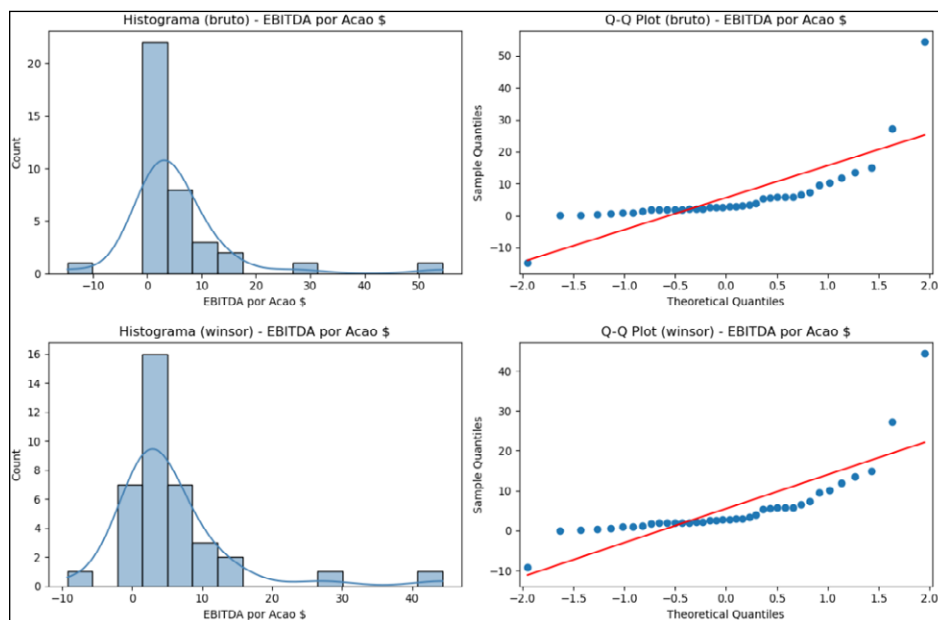 Histograma (bruto) - EBITDA por Acao $
Count
20
15
10
5
0
−10 0 10 20 30 40 50
EBITDA por Acao $
Q-Q Plot (bruto) - EBITDA por Acao $
Sample Quantiles
50
40
30
20
10
0
−10
−2.0 −1.5 −1.0 −0.5 0.0 0.5 1.0 1.5 2.0
Theoretical Quantiles
Histograma (winsor) - EBITDA por Acao $
Count
16
14
12
10
8
6
4
2
0
−10 0 10 20 30 40
EBITDA por Acao $
Q-Q Plot (winsor) - EBITDA por Acao $
Sample Quantiles
40
30
20
10
0
−10
−2.0 −1.5 −1.0 −0.5 0.0 0.5 1.0 1.5 2.0
Theoretical Quantiles